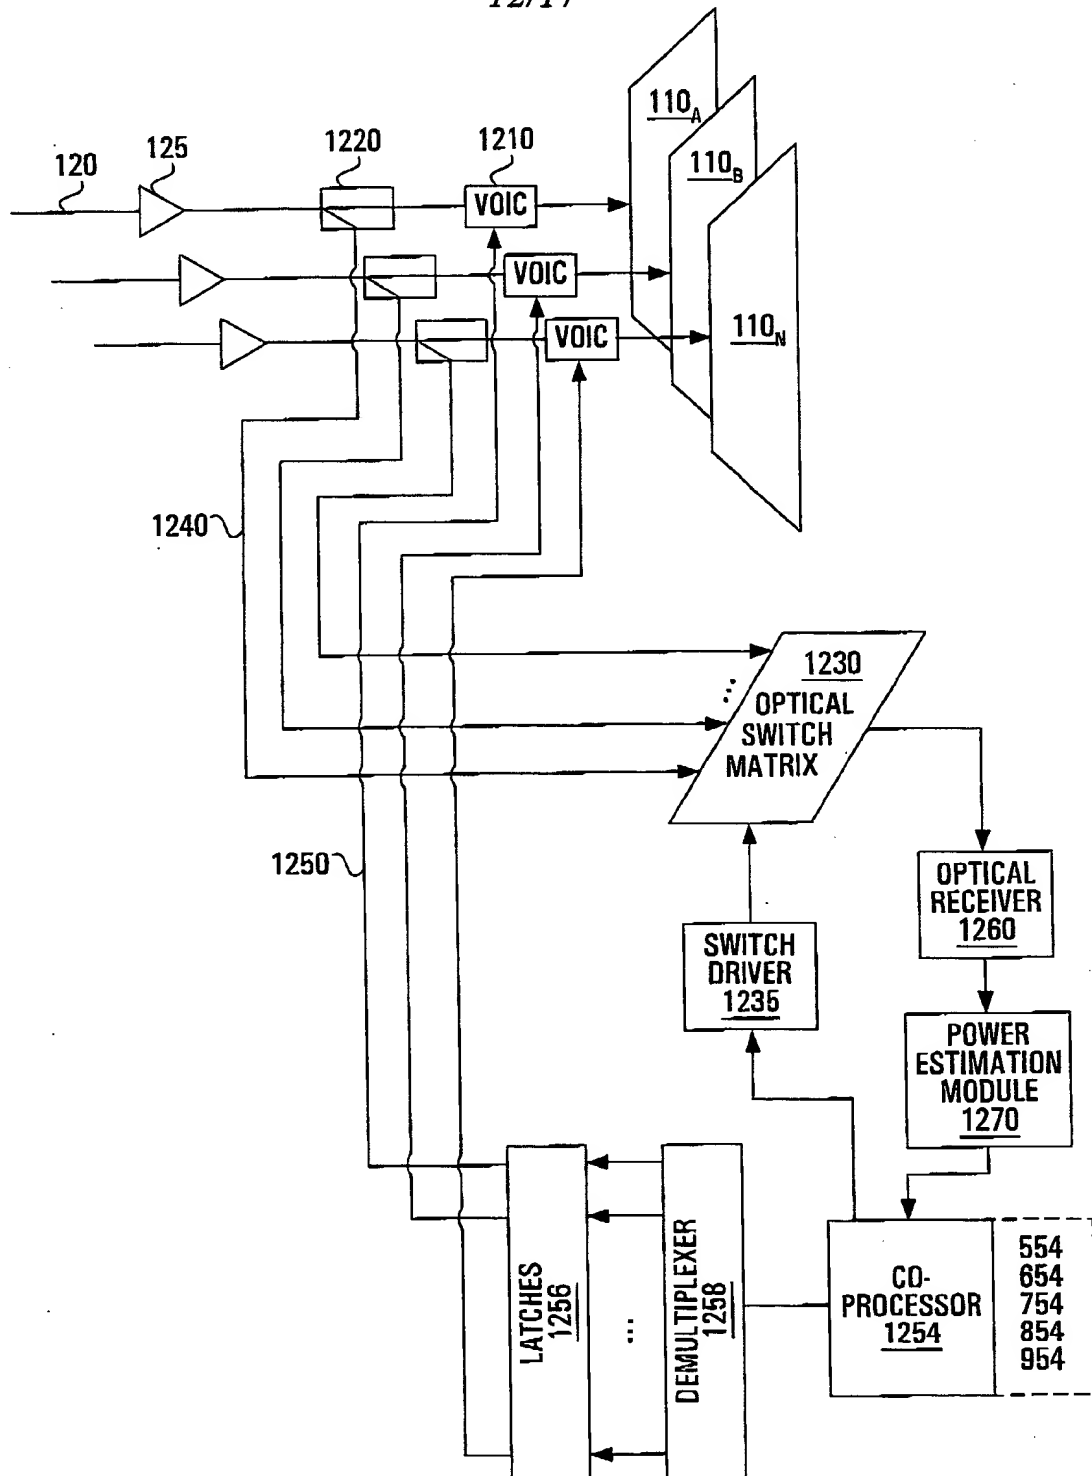 12/17
110A
110B
110N
120
125
1220
1210
VOIC
VOIC
VOIC
1240
1250
1230
OPTICAL
SWITCH
MATRIX
...
OPTICAL
RECEIVER
1260
SWITCH
DRIVER
1235
POWER
ESTIMATION
MODULE
1270
LATCHES
1256
...
DEMULTIPLEXER
1258
CO-
PROCESSOR
1254
554
654
754
854
954